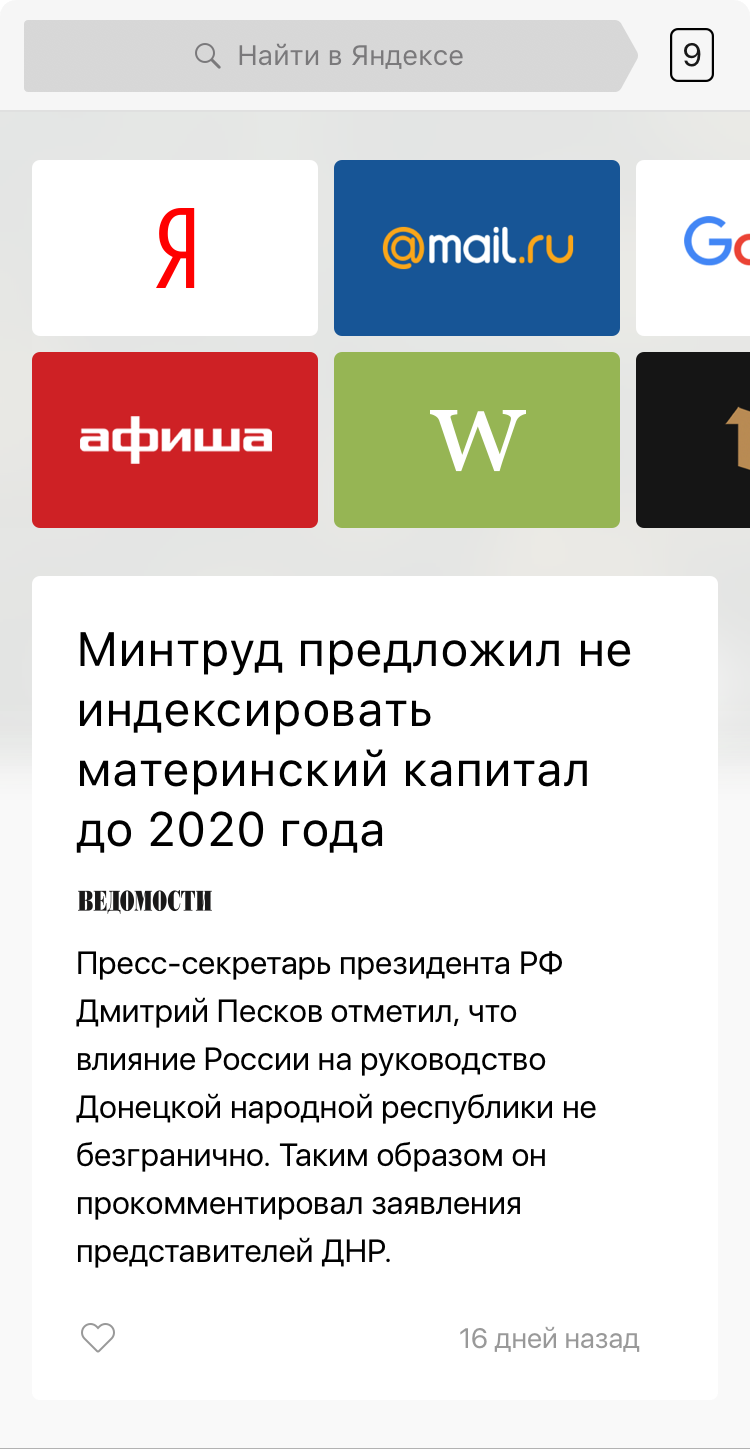 Найти в Яндексе
9
Я
@mail.ru
Go
афиша
W
Минтруд предложил не
индексировать
материнский капитал
до 2020 года
ВЕДОМОСТИ
Пресс-секретарь президента РФ
Дмитрий Песков отметил, что
влияние России на руководство
Донецкой народной республики не
безгранично. Таким образом он
прокомментировал заявления
представителей ДНР.
16 дней назад